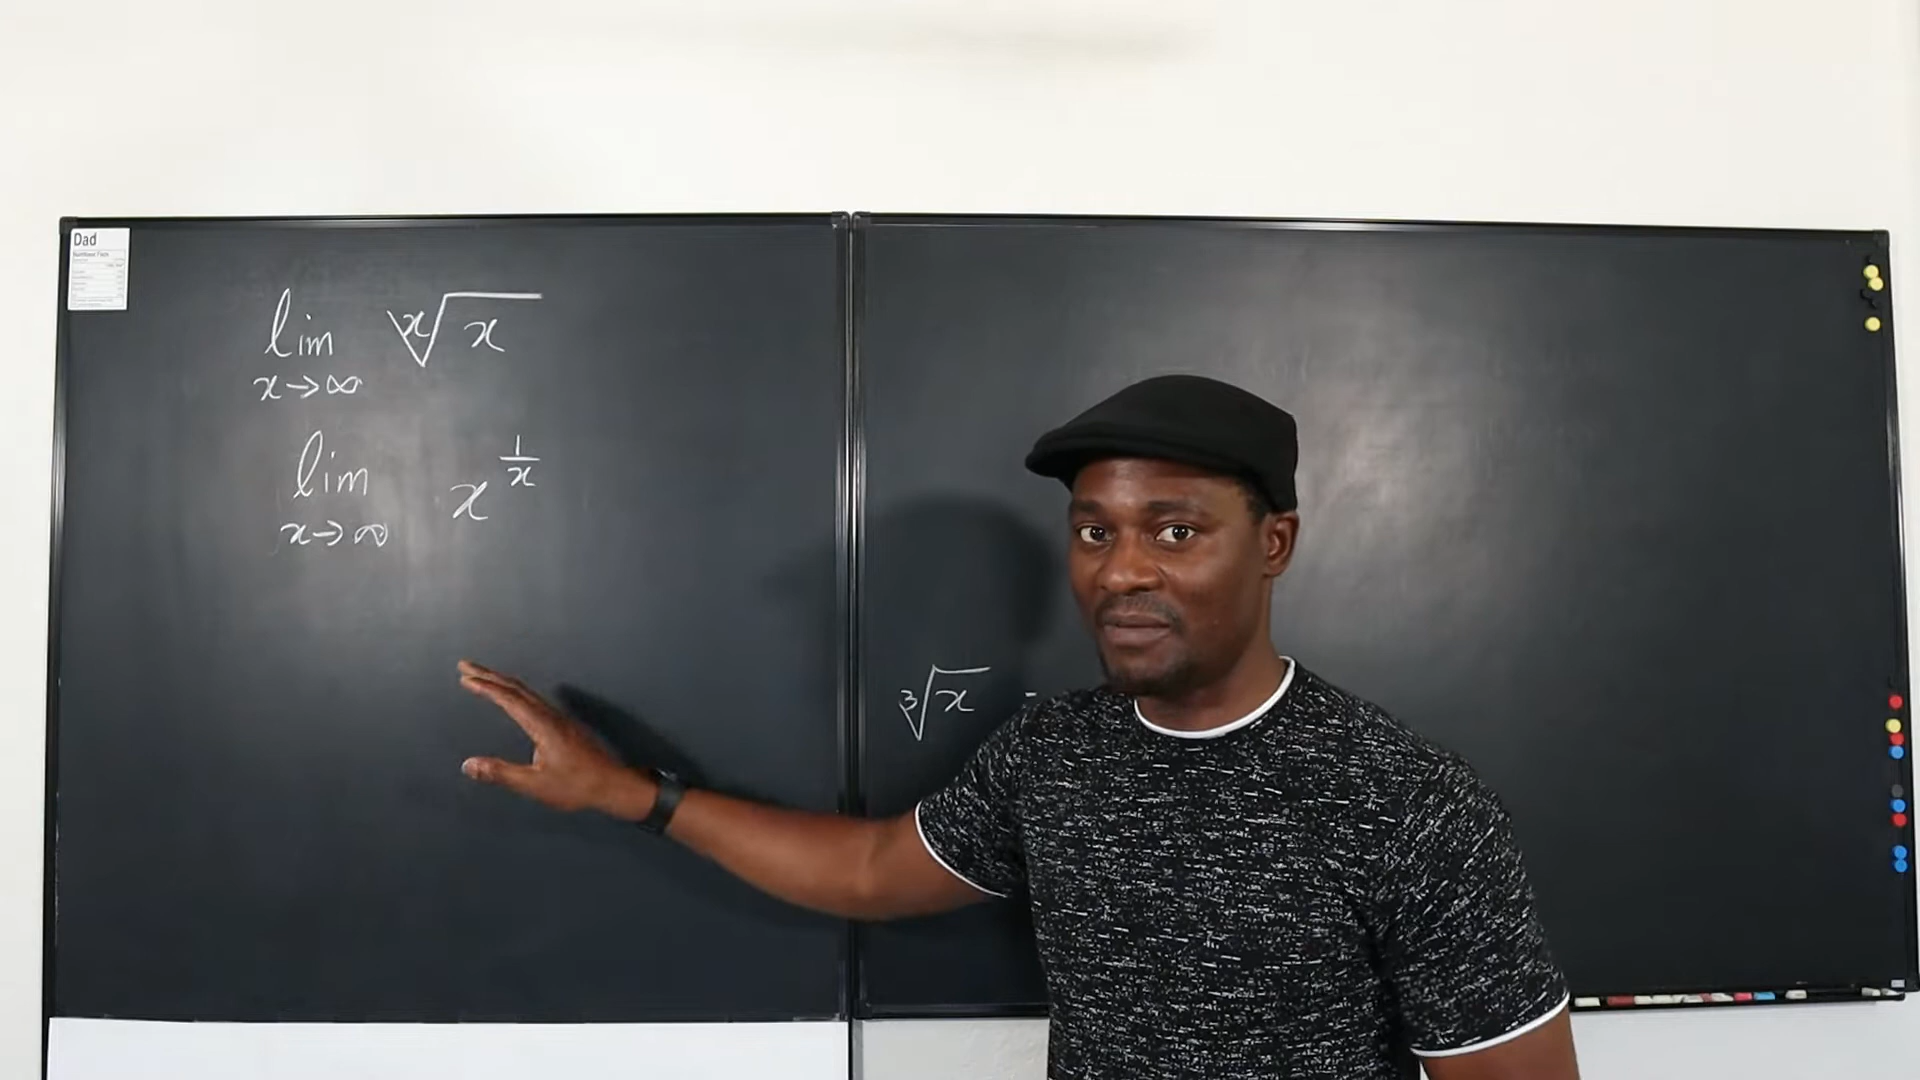 Dad
lim ˣ√x
x→∞
lim x^(1/x)
x→∞
³√x =